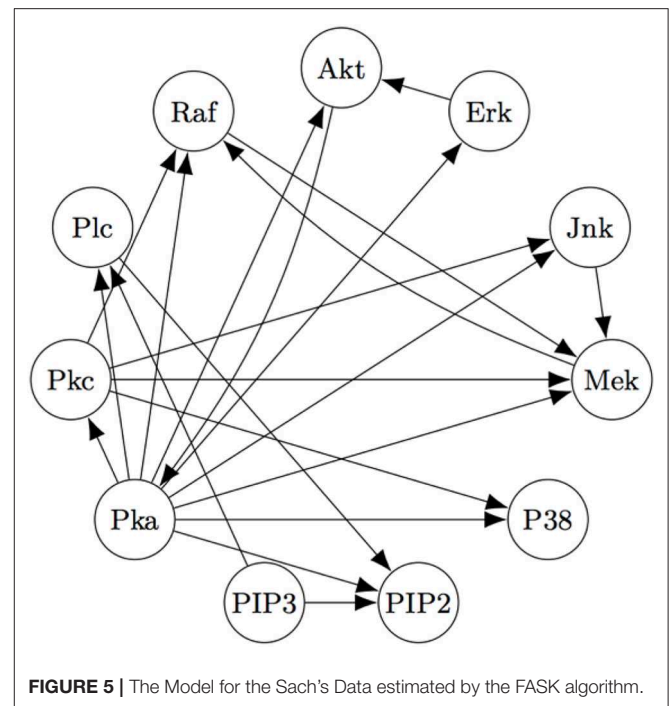 Akt
Raf
Erk
Plc
Jnk
Pkc
Mek
Pka
P38
PIP3
PIP2
FIGURE 5 | The Model for the Sach's Data estimated by the FASK algorithm.